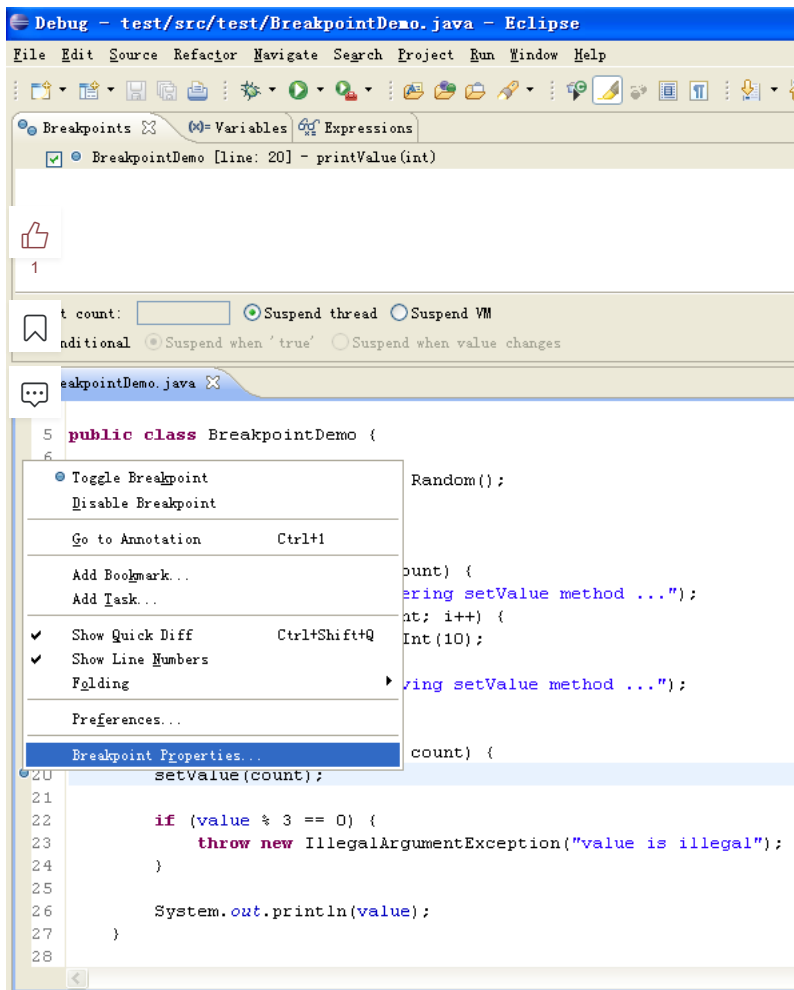 Debug - test/src/test/BreakpointDemo.java - Eclipse
File Edit Source Refactor Navigate Search Project Run Window Help
Breakpoints (x)= Variables Expressions
BreakpointDemo [line: 20] - printValue(int)
1
t count: Suspend thread Suspend VM
nditional Suspend when 'true' Suspend when value changes
eakpointDemo.java
5 public class BreakpointDemo {
6
Toggle Breakpoint
Random();
Disable Breakpoint
Go to Annotation Ctrl+1
Add Bookmark...
ount) {
Add Task...
ering setValue method ...");
nt; i++) {
Show Quick Diff Ctrl+Shift+Q
Int(10);
Show Line Numbers
Folding
ving setValue method ...");
Preferences...
Breakpoint Properties...
count) {
20 setValue(count);
21
22 if (value % 3 == 0) {
23 throw new IllegalArgumentException("value is illegal");
24 }
25
26 System.out.println(value);
27 }
28